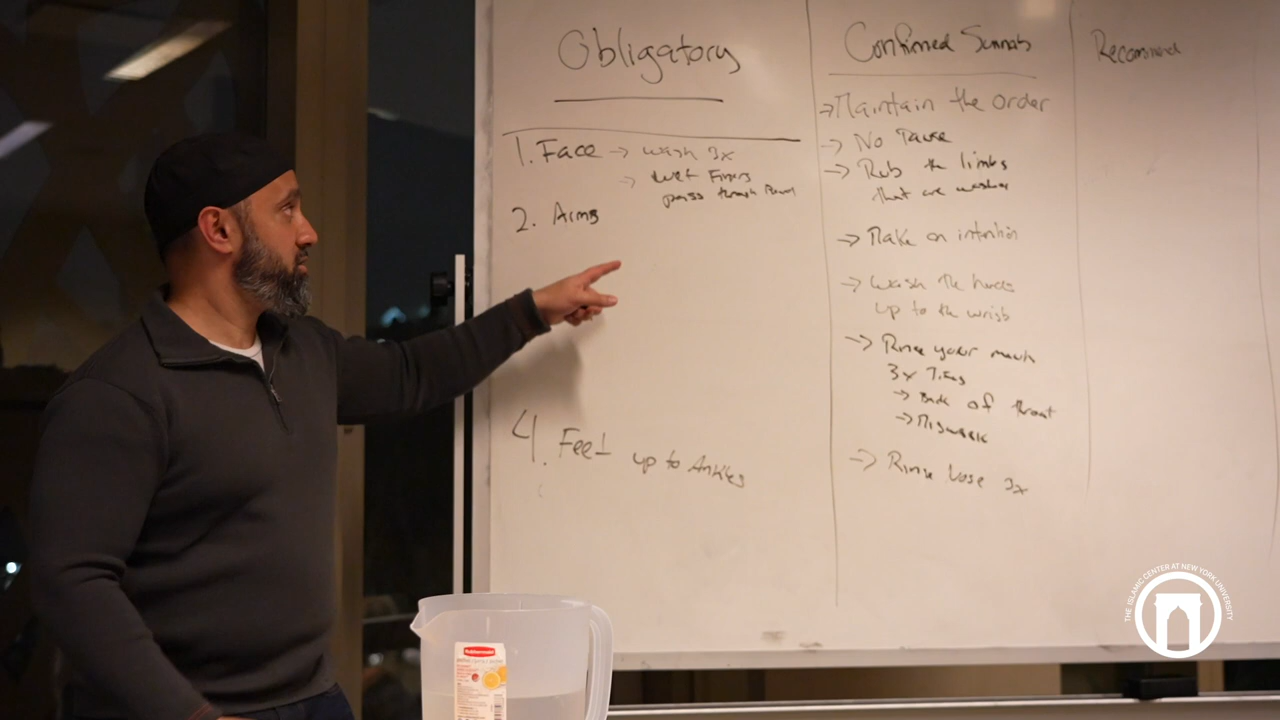 Obligatory
1. Face → wash 3x
→ wet Fingers
pass through Beard
2. Arms
4. Feet up to Ankles
Confirmed Sunnah
→ Maintain the order
→ No Pause
→ Rub the limbs
that are washed
→ Make an intention
→ wash the hands
up to the wrists
→ Rinse your mouth
3x Times
→ Back of throat
→ Miswaak
→ Rinse Nose 3x
Recommend
Rubbermaid
THE ISLAMIC CENTER AT NEW YORK UNIVERSITY